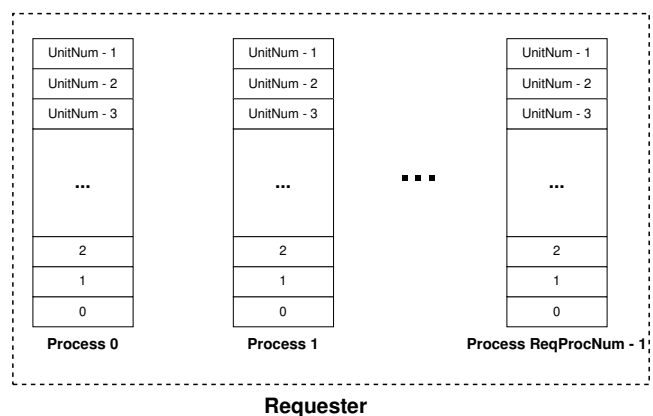 UnitNum - 1 UnitNum - 1 UnitNum - 1
UnitNum - 2 UnitNum - 2 UnitNum - 2
UnitNum - 3 UnitNum - 3 UnitNum - 3
...
... ... ...
2 2 2
1 1 1
0 0 0
Process 0 Process 1 Process ReqProcNum - 1
Requester